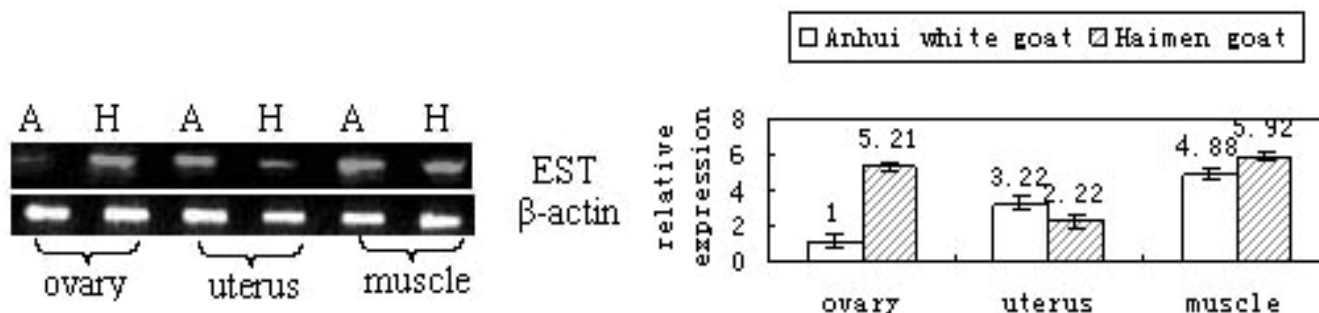 A H A H A H
EST
β-actin
ovary uterus muscle
Anhui white goat Haimen goat
relative
expression
8
6
4
2
0
1
5.21
3.22
2.22
4.88
5.92
ovary uterus muscle